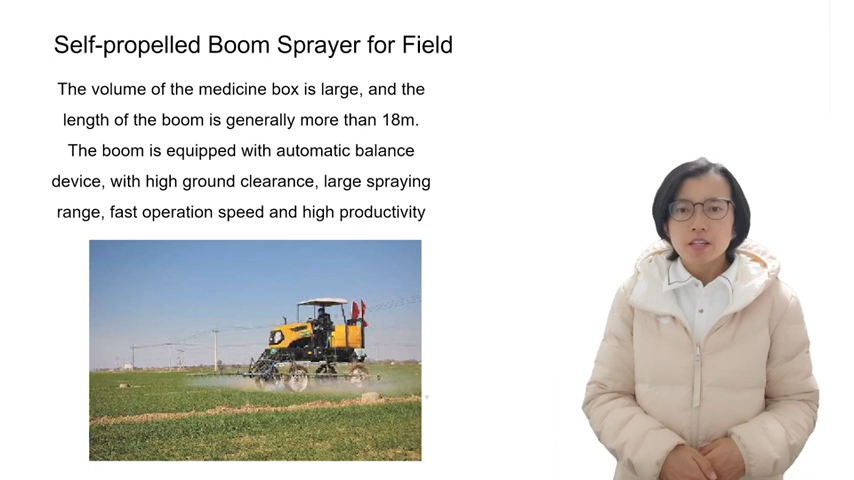 Self-propelled Boom Sprayer for Field
The volume of the medicine box is large, and the
length of the boom is generally more than 18m.
The boom is equipped with automatic balance
device, with high ground clearance, large spraying
range, fast operation speed and high productivity